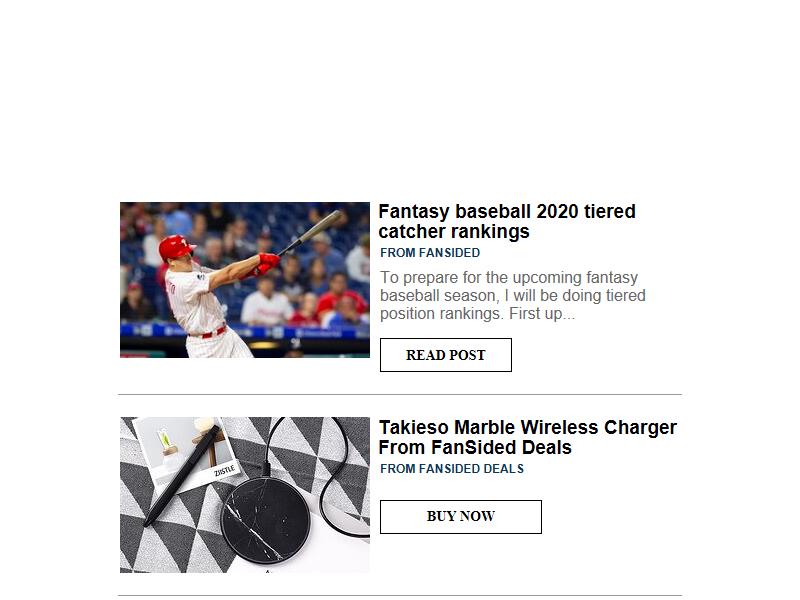 Fantasy baseball 2020 tiered
catcher rankings
FROM FANSIDED
To prepare for the upcoming fantasy
baseball season, I will be doing tiered
position rankings. First up...
READ POST
Takieso Marble Wireless Charger
From FanSided Deals
FROM FANSIDED DEALS
ZIISTLE
BUY NOW